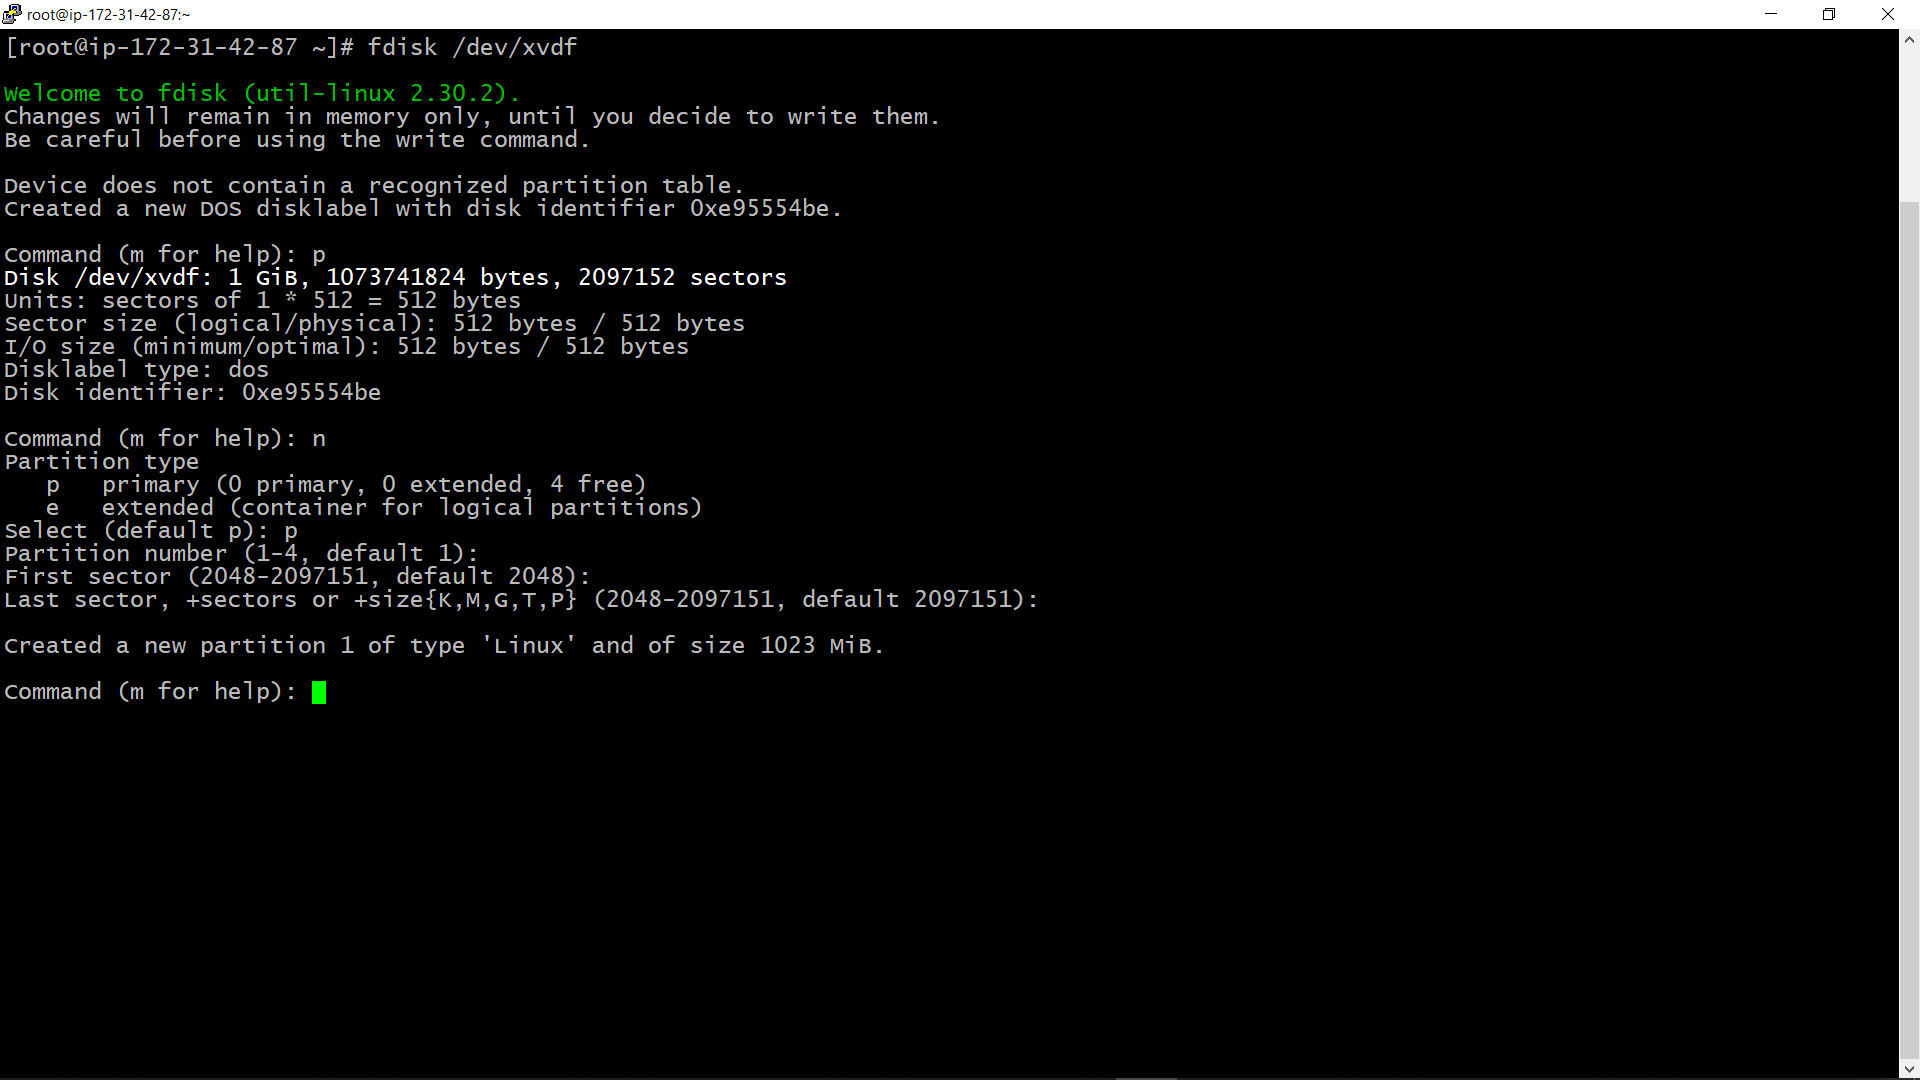 root@ip-172-31-42-87:~
[root@ip-172-31-42-87 ~]# fdisk /dev/xvdf
Welcome to fdisk (util-linux 2.30.2).
Changes will remain in memory only, until you decide to write them.
Be careful before using the write command.
Device does not contain a recognized partition table.
Created a new DOS disklabel with disk identifier 0xe95554be.
Command (m for help): p
Disk /dev/xvdf: 1 GiB, 1073741824 bytes, 2097152 sectors
Units: sectors of 1 * 512 = 512 bytes
Sector size (logical/physical): 512 bytes / 512 bytes
I/O size (minimum/optimal): 512 bytes / 512 bytes
Disklabel type: dos
Disk identifier: 0xe95554be
Command (m for help): n
Partition type
   p   primary (0 primary, 0 extended, 4 free)
   e   extended (container for logical partitions)
Select (default p): p
Partition number (1-4, default 1):
First sector (2048-2097151, default 2048):
Last sector, +sectors or +size{K,M,G,T,P} (2048-2097151, default 2097151):
Created a new partition 1 of type 'Linux' and of size 1023 MiB.
Command (m for help):